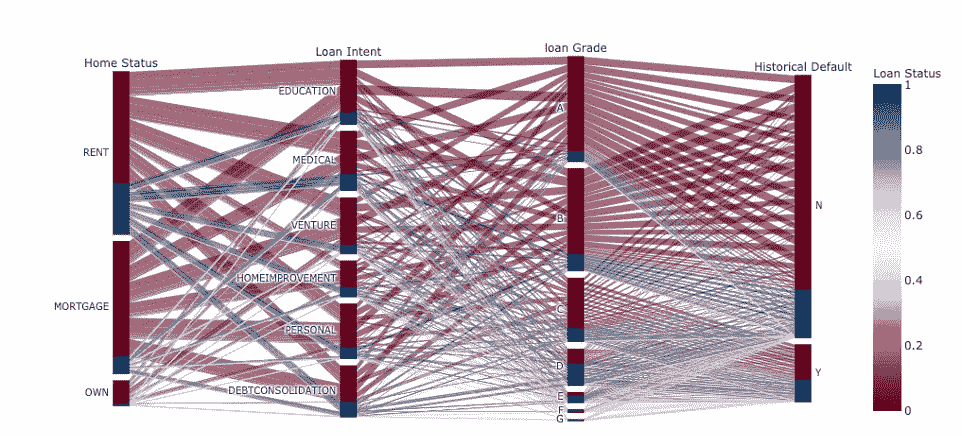 Home Status
Loan Intent
loan Grade
Historical Default
Loan Status
RENT
MORTGAGE
OWN
EDUCATION
MEDICAL
VENTURE
HOMEIMPROVEMENT
PERSONAL
DEBTCONSOLIDATION
A
B
C
D
E
F
G
N
Y
1
0.8
0.6
0.4
0.2
0